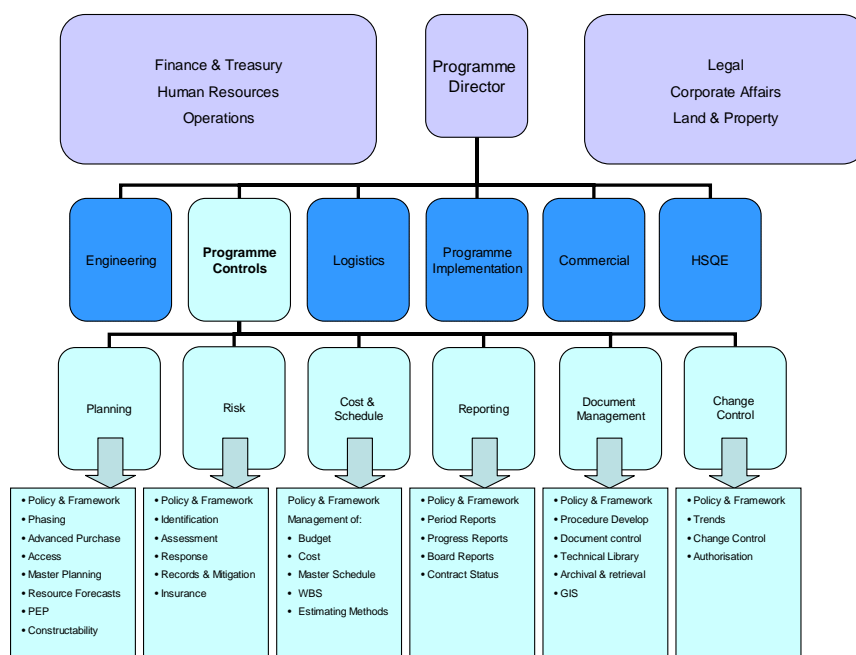 Finance & Treasury
Human Resources
Operations
Programme
Director
Legal
Corporate Affairs
Land & Property
Engineering
Programme
Controls
Logistics
Programme
Implementation
Commercial
HSQE
Planning
Risk
Cost &
Schedule
Reporting
Document
Management
Change
Control
• Policy & Framework
• Phasing
• Advanced Purchase
• Access
• Master Planning
• Resource Forecasts
• PEP
• Constructability
• Policy & Framework
• Identification
• Assessment
• Response
• Records & Mitigation
• Insurance
Policy & Framework
Management of:
• Budget
• Cost
• Master Schedule
• WBS
• Estimating Methods
• Policy & Framework
• Period Reports
• Progress Reports
• Board Reports
• Contract Status
• Policy & Framework
• Procedure Develop
• Document control
• Technical Library
• Archival & retrieval
• GIS
• Policy & Framework
• Trends
• Change Control
• Authorisation